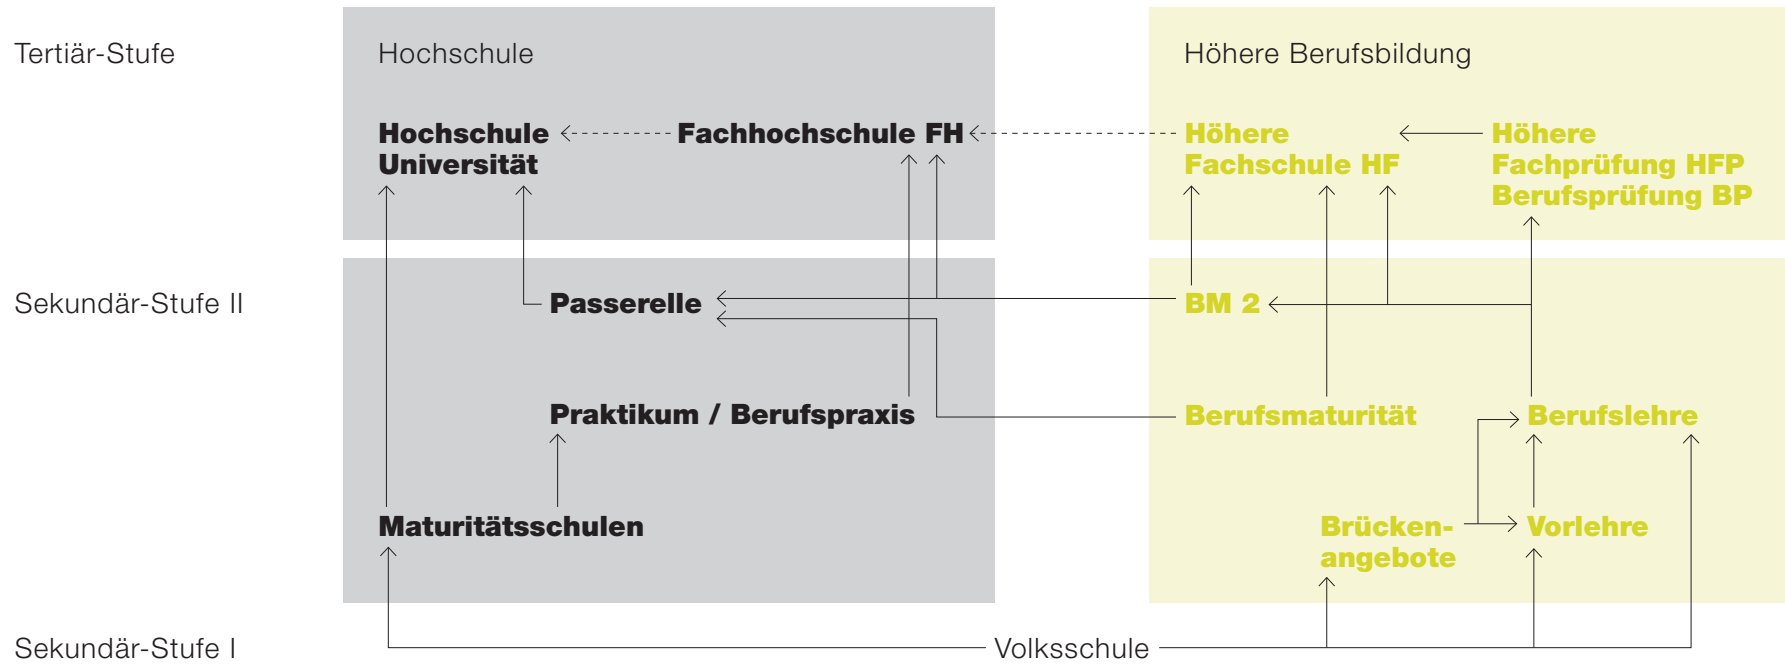 Tertiär-Stufe
Hochschule
Höhere Berufsbildung
Hochschule
Universität
Fachhochschule FH
Höhere
Fachschule HF
Höhere
Fachprüfung HFP
Berufsprüfung BP
Sekundär-Stufe II
Passerelle
BM 2
Praktikum / Berufspraxis
Berufsmaturität
Berufslehre
Maturitätsschulen
Brücken-
angebote
Vorlehre
Sekundär-Stufe I
Volksschule